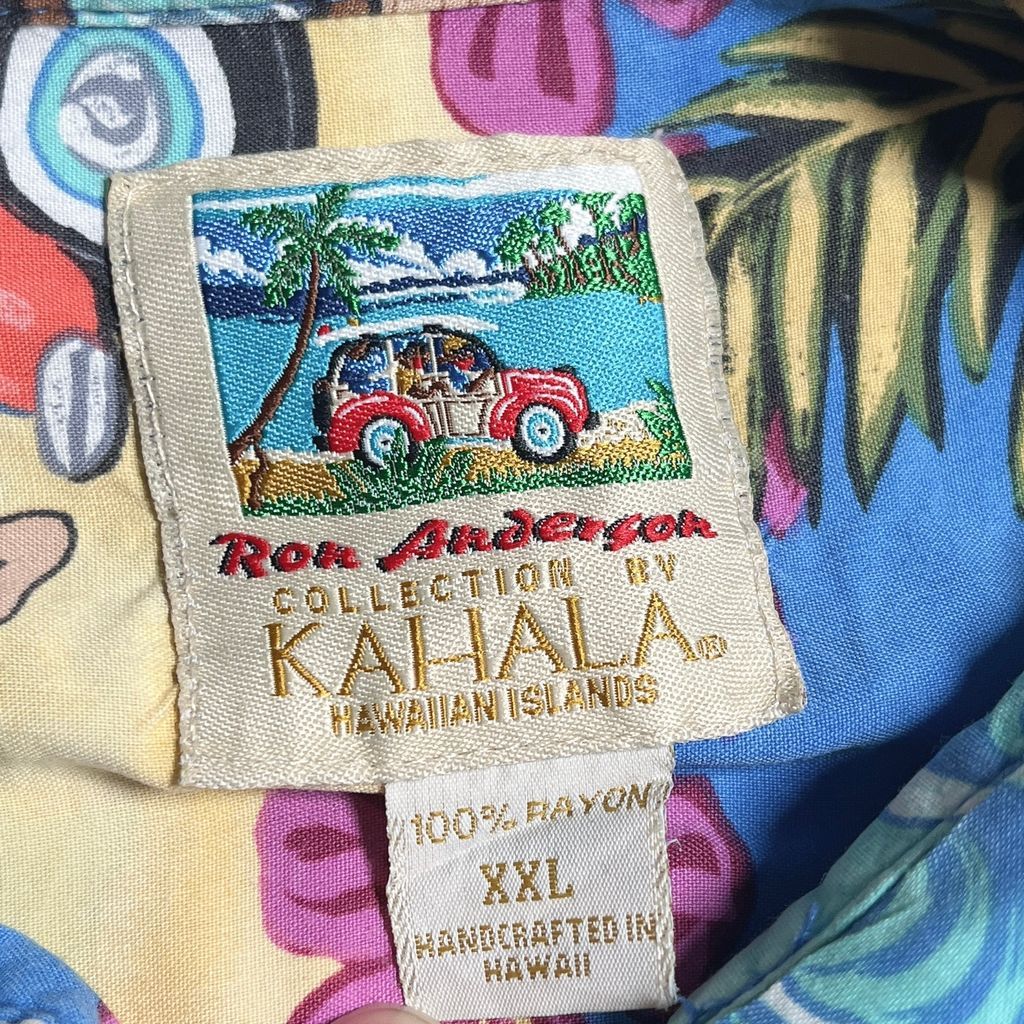 Ron Anderson
COLLECTION BY
KAHALA®
HAWAIIAN ISLANDS
100% RAYON
XXL
HANDCRAFTED IN
HAWAII